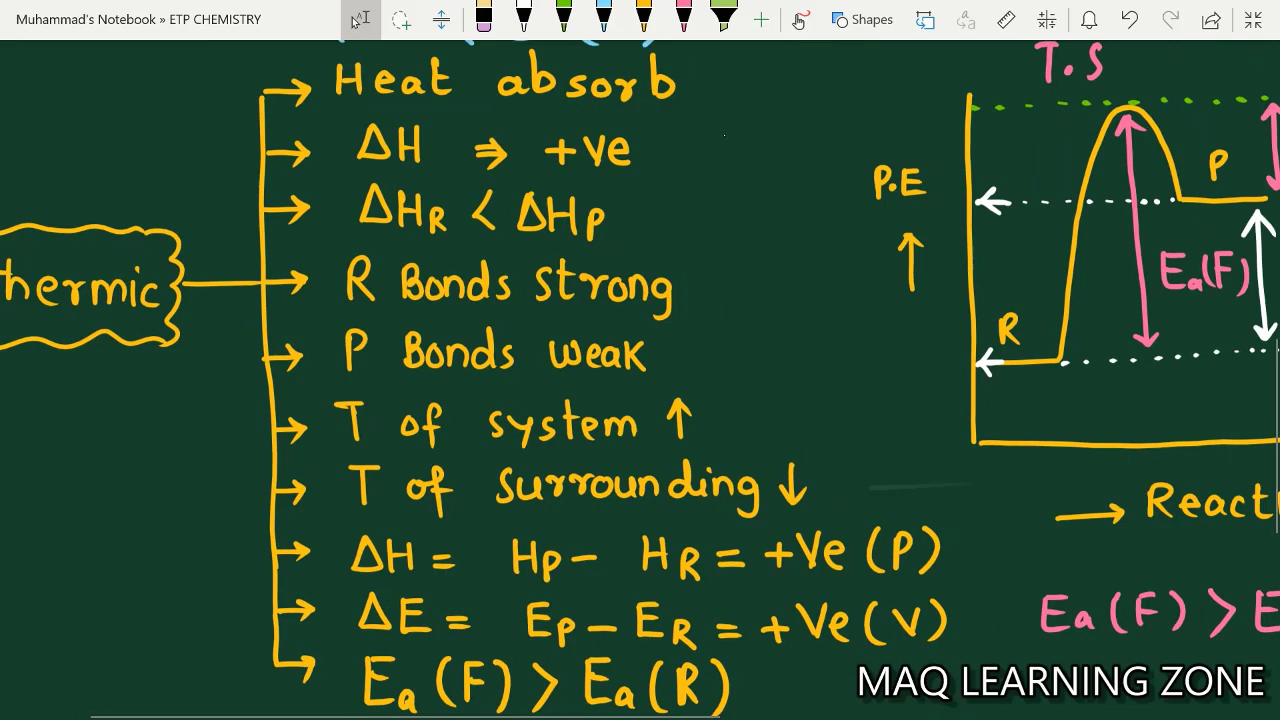 Muhammad's Notebook » ETP CHEMISTRY
Shapes
Heat absorb
ΔH ⇒ +ve
ΔHR < ΔHP
R Bonds strong
P Bonds weak
T of system ↑
T of surrounding ↓
ΔH = HP - HR = +Ve (P)
ΔE = EP - ER = +Ve (V)
Ea (F) > Ea (R)
hermic
T.S
P.E
↑
P
Ea(F)
R
→ React
Ea (F) > E
MAQ LEARNING ZONE